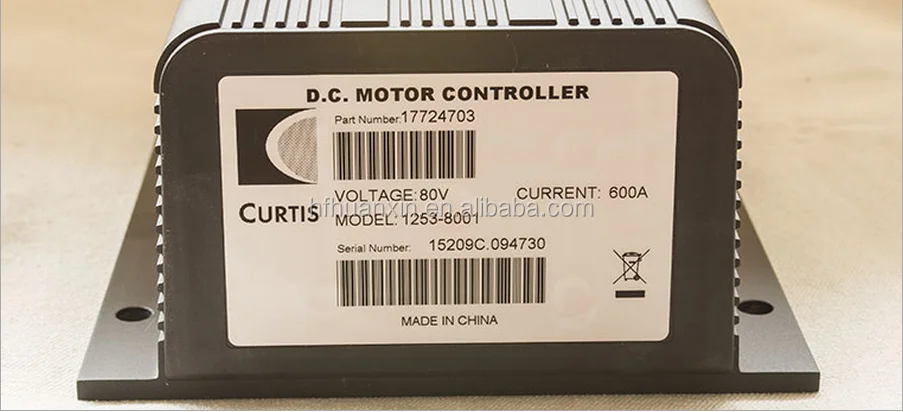 D.C. MOTOR CONTROLLER
Part Number:17724703
VOLTAGE: 80V CURRENT: 600A
hfhuanxin.en.alibaba.com
CURTIS MODEL: 1253-8001
Serial Number: 15209C.094730
MADE IN CHINA